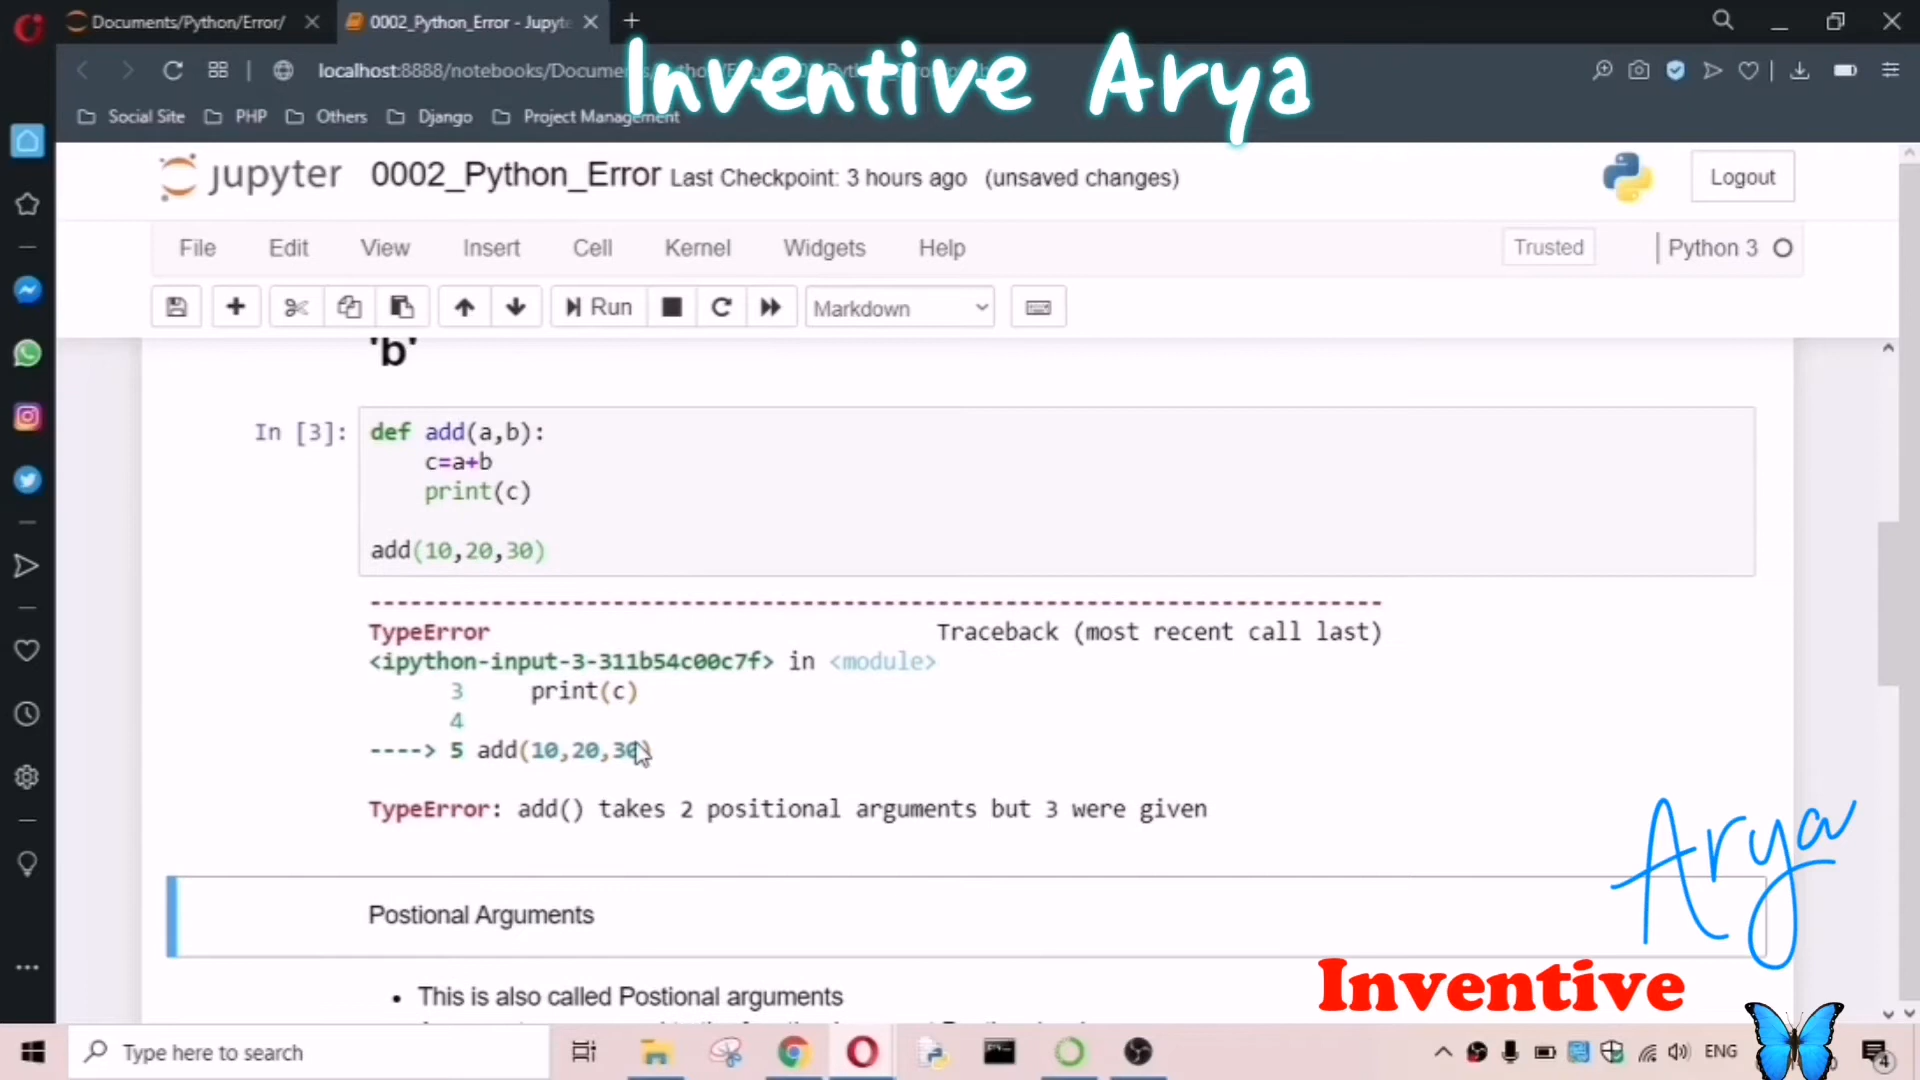 Documents/Python/Error/
0002_Python_Error - Jupyte
Inventive Arya
localhost:8888/notebooks/Docume
Social Site
PHP
Others
Django
Project Management
jupyter
0002_Python_Error Last Checkpoint: 3 hours ago (unsaved changes)
Logout
File Edit View Insert Cell Kernel Widgets Help
Trusted
Python 3
Run
Markdown
'b'
In [3]:
def add(a,b):
    c=a+b
    print(c)
add(10,20,30)
---------------------------------------------------------------------------
TypeError Traceback (most recent call last)
<ipython-input-3-311b54c00c7f> in <module>
3     print(c)
4
----> 5 add(10,20,30)
TypeError: add() takes 2 positional arguments but 3 were given
Arya
Postional Arguments
Inventive
• This is also called Postional arguments
Type here to search
ENG
4